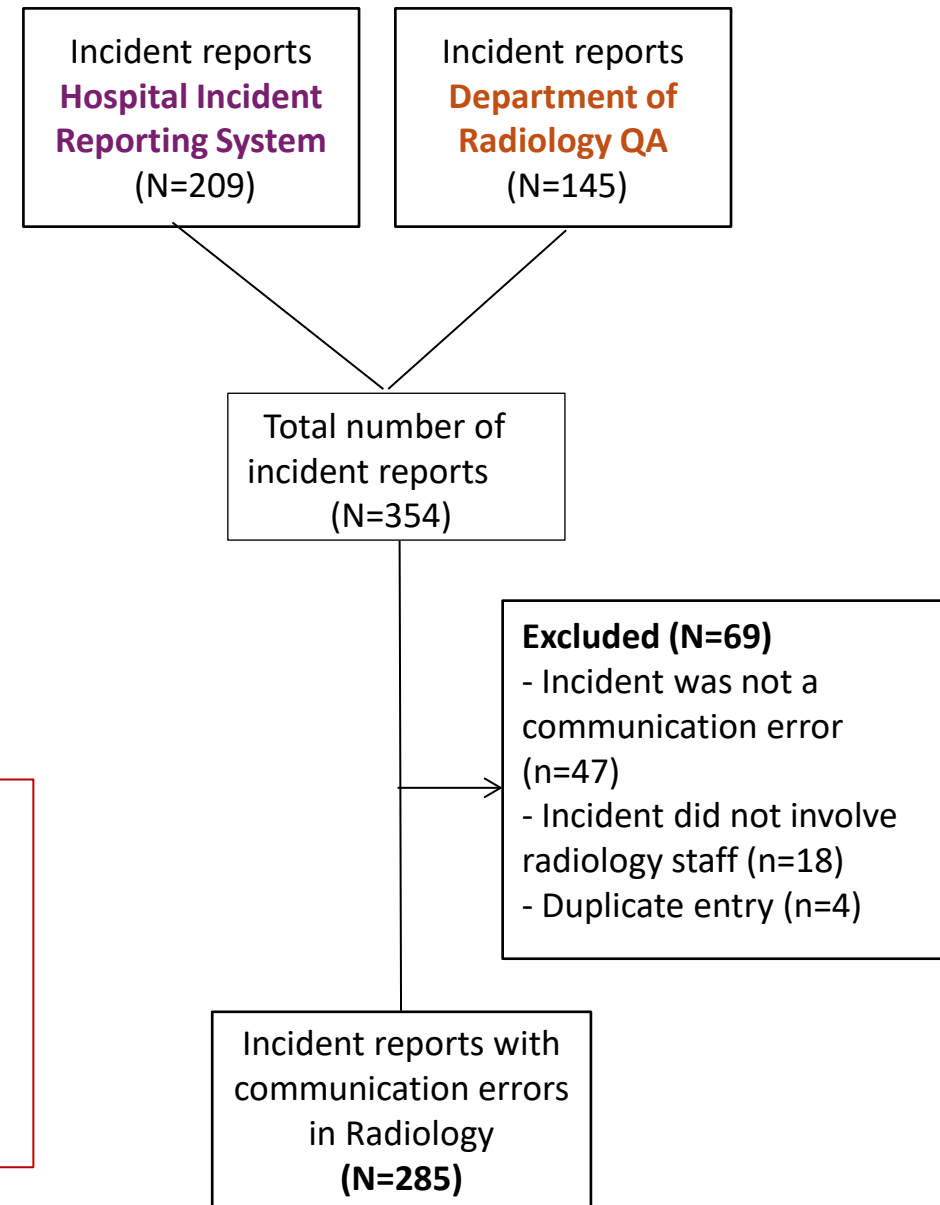 Incident reports
Hospital Incident
Reporting System
(N=209)
Incident reports
Department of
Radiology QA
(N=145)
Total number of
incident reports
(N=354)
Excluded (N=69)
- Incident was not a
communication error
(n=47)
- Incident did not involve
radiology staff (n=18)
- Duplicate entry (n=4)
Incident reports with
communication errors
in Radiology
(N=285)